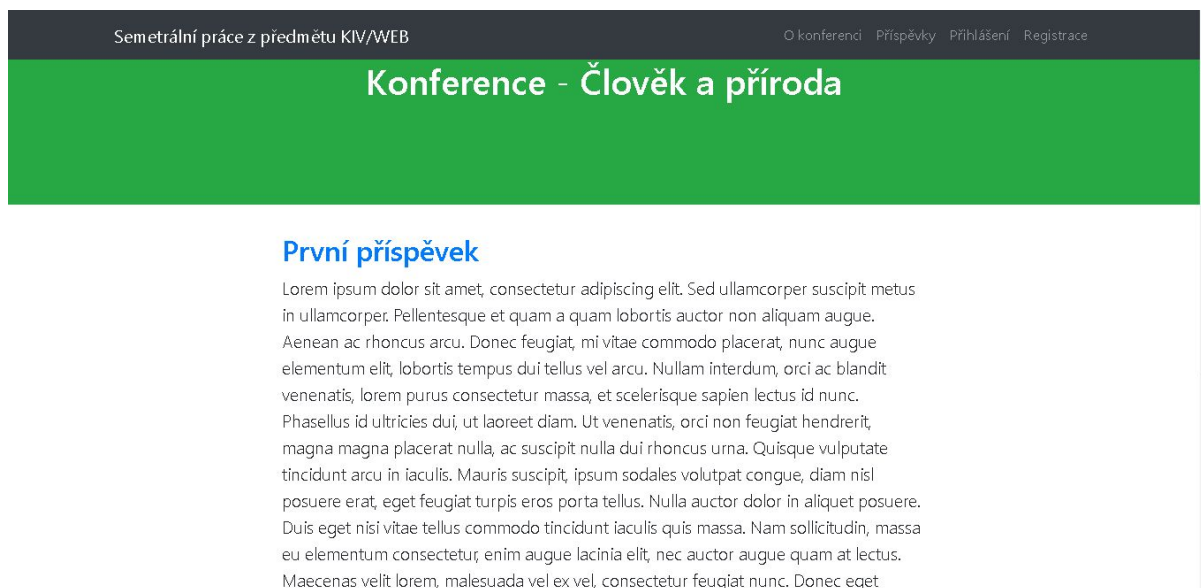 Semetrální práce z předmětu KIV/WEB
O konferenci Příspěvky Přihlášení Registrace
Konference - Člověk a příroda
První příspěvek
Lorem ipsum dolor sit amet, consectetur adipiscing elit. Sed ullamcorper suscipit metus
in ullamcorper. Pellentesque et quam a quam lobortis auctor non aliquam augue.
Aenean ac rhoncus arcu. Donec feugiat, mi vitae commodo placerat, nunc augue
elementum elit, lobortis tempus dui tellus vel arcu. Nullam interdum, orci ac blandit
venenatis, lorem purus consectetur massa, et scelerisque sapien lectus id nunc.
Phasellus id ultricies dui, ut laoreet diam. Ut venenatis, orci non feugiat hendrerit,
magna magna placerat nulla, ac suscipit nulla dui rhoncus urna. Quisque vulputate
tincidunt arcu in iaculis. Mauris suscipit, ipsum sodales volutpat congue, diam nisl
posuere erat, eget feugiat turpis eros porta tellus. Nulla auctor dolor in aliquet posuere.
Duis eget nisi vitae tellus commodo tincidunt iaculis quis massa. Nam sollicitudin, massa
eu elementum consectetur, enim augue lacinia elit, nec auctor augue quam at lectus.
Maecenas velit lorem, malesuada vel ex vel, consectetur feugiat nunc. Donec eget